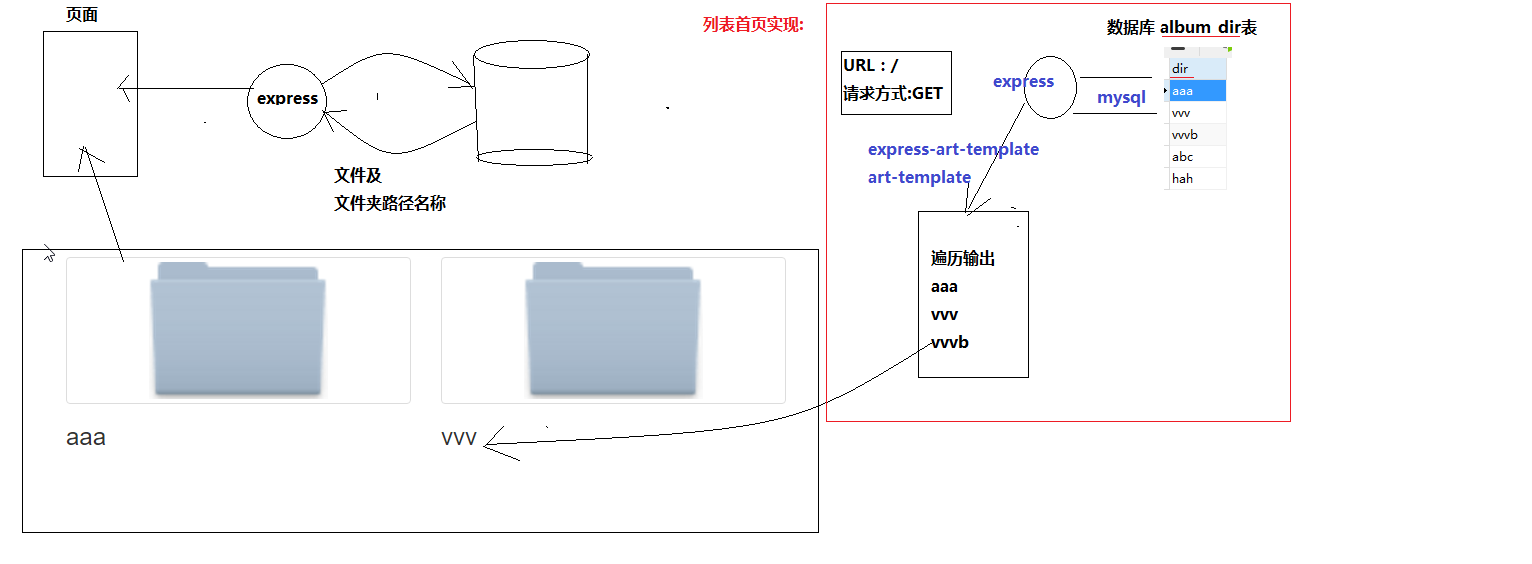 页面
express
文件及
文件夹路径名称
aaa
vvv
列表首页实现:
URL：/
请求方式:GET
express
mysql
数据库 album_dir表
dir
aaa
vvv
vvvb
abc
hah
express-art-template
art-template
遍历输出
aaa
vvv
vvvb